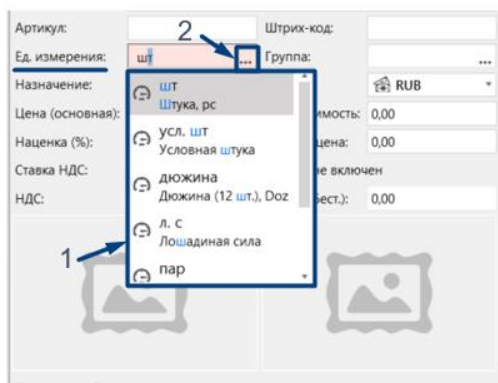 Артикул: 2 Штрих-код:
Ед. измерения: шт ... Группа: ...
Назначение: RUB
шт
Штука, pc
Цена (основная): имость: 0,00
усл. шт
Условная штука
Наценка (%): цена: 0,00
Ставка НДС: не включен
дюжина
Дюжина (12 шт.), Doz
НДС: 0,00
л. с
Лошадиная сила
1
пар